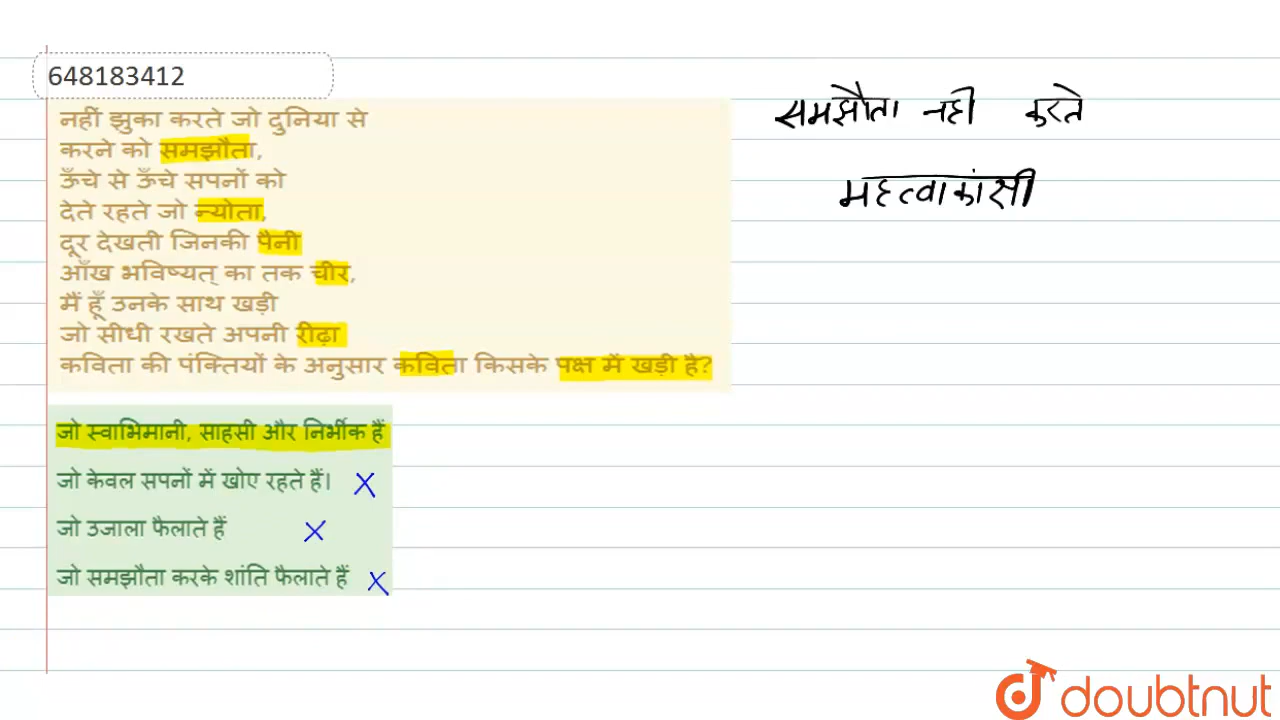 648183412
नहीं झुका करते जो दुनिया से
करने को समझौता,
ऊँचे से ऊँचे सपनों को
देते रहते जो न्योता,
दूर देखती जिनकी पैनी
आँख भविष्यत् का तक चीर,
मैं हूँ उनके साथ खड़ी
जो सीधी रखते अपनी रीढ़ा
कविता की पंक्तियों के अनुसार कविता किसके पक्ष में खड़ी है?
जो स्वाभिमानी, साहसी और निर्भीक हैं
जो केवल सपनों में खोए रहते हैं।
जो उजाला फैलाते हैं
जो समझौता करके शांति फैलाते हैं
समझौता नही करते
महत्वाकांसी
doubtnut